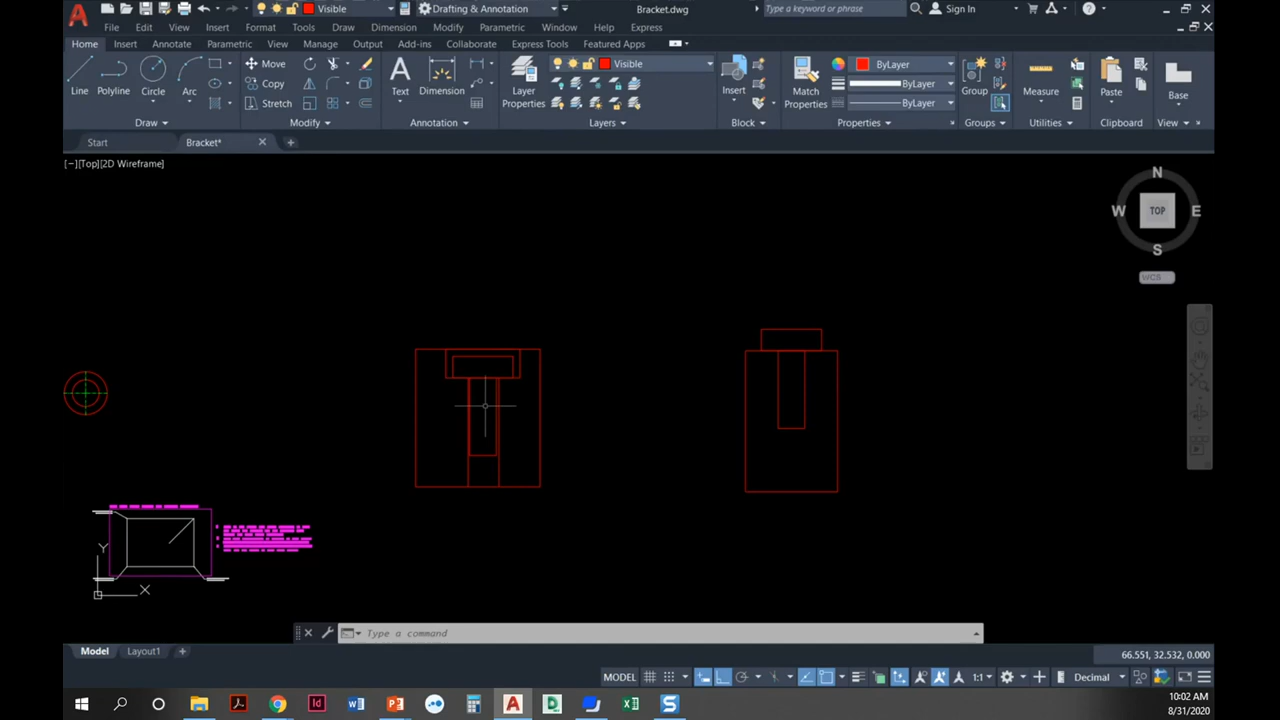 Visible
Drafting & Annotation
Bracket.dwg
Type a keyword or phrase
Sign In
File Edit View Insert Format Tools Draw Dimension Modify Parametric Window Help Express
Home Insert Annotate Parametric View Manage Output Add-ins Collaborate Express Tools Featured Apps
Move
Copy
Stretch
Line Polyline Circle Arc
Text Dimension
Layer Properties
Visible
Insert
Match Properties
ByLayer
ByLayer
ByLayer
Group
Measure
Paste
Base
Draw Modify Annotation Layers Block Properties Groups Utilities Clipboard View
Start Bracket*
[−][Top][2D Wireframe]
N
W TOP E
S
WCS
Y
X
Type a command
Model Layout1
66.551, 32.532, 0.000
MODEL
1:1
Decimal
10:02 AM
8/31/2020